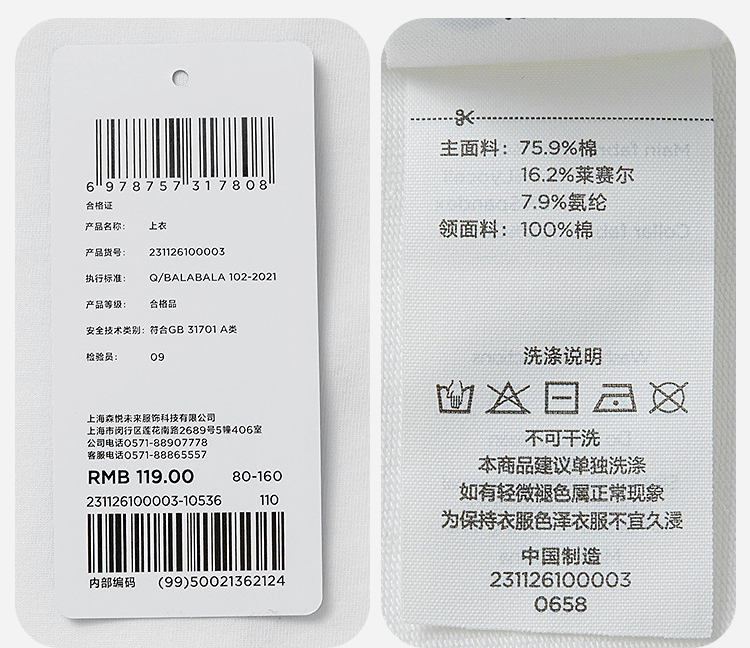 6 978757 317808
合格证
产品名称： 上衣
产品货号： 231126100003
执行标准： Q/BALABALA 102-2021
产品等级： 合格品
安全技术类别：符合GB 31701 A类
检验员： 09
上海森悦未来服饰科技有限公司
上海市闵行区莲花南路2689号5幢406室
公司电话0571-88907778
客服电话0571-88865557
RMB 119.00 80-160
231126100003-10536 110
内部编码 (99)50021362124
主面料：75.9%棉
16.2%莱赛尔
7.9%氨纶
领面料：100%棉
洗涤说明
不可干洗
本商品建议单独洗涤
如有轻微褪色属正常现象
为保持衣服色泽衣服不宜久浸
中国制造
231126100003
0658